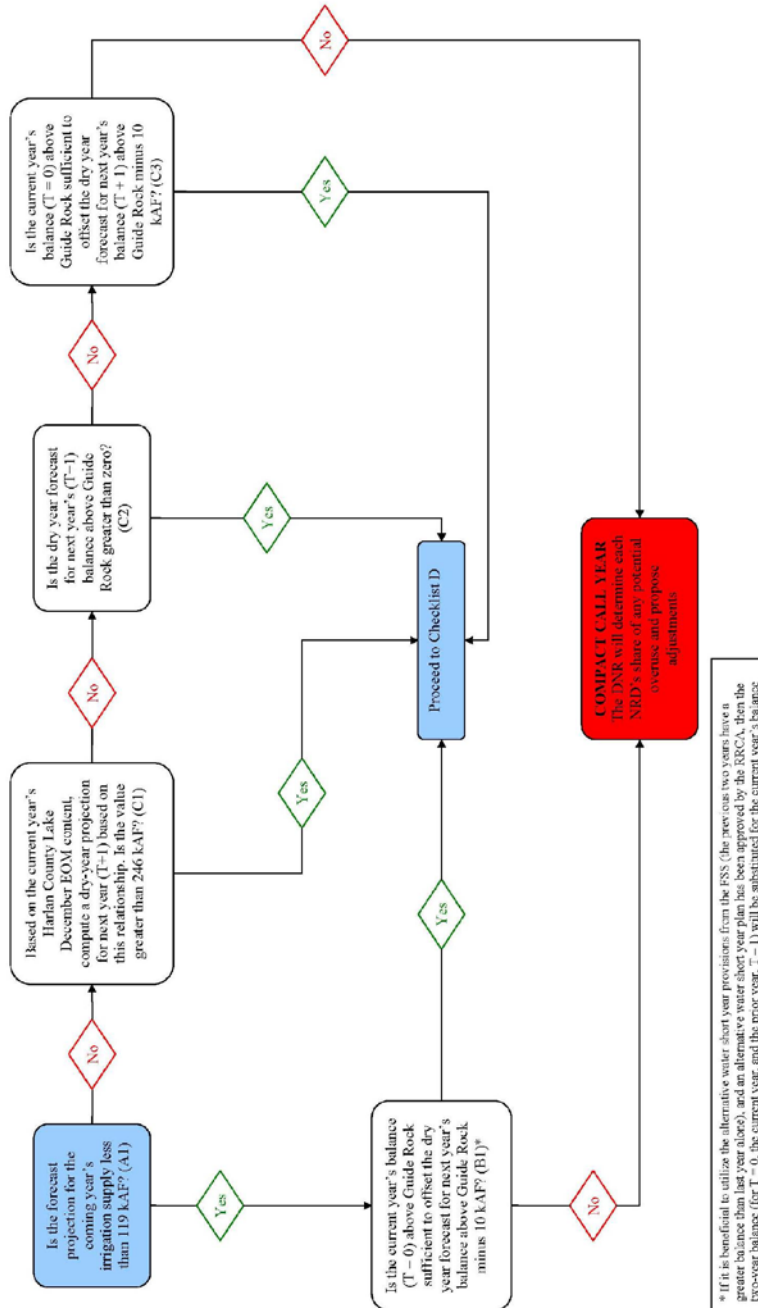 Is the forecast
projection for the
coming year's
irrigation supply less
than 119 kAF? (A1)
No
Based on the current year's
Harlan County Lake
December EOM content,
compute a dry-year projection
for next year (T+1) based on
this relationship. Is the value
greater than 246 kAF? (C1)
No
Is the dry year forecast
for next year's (T+1)
balance above Guide
Rock greater than zero?
(C2)
No
Is the current year's
balance (T = 0) above
Guide Rock sufficient to
offset the dry year
forecast for next year's
balance (T + 1) above
Guide Rock minus 10
kAF? (C3)
No
Yes
Yes
Yes
Yes
Is the current year's balance
(T = 0) above Guide Rock
sufficient to offset the dry
year forecast for next year's
balance above Guide Rock
minus 10 kAF? (B1)*
Yes
Proceed to Checklist D
No
COMPACT CALL YEAR
The DNR will determine each
NRD's share of any potential
overuse and propose
adjustments
* If it is beneficial to utilize the alternative water short year provisions from the FSS (the previous two years have a
greater balance than last year alone), and an alternative water short year plan has been approved by the RRCA, then the
two-year balance (for T = 0, the current year, and the prior year, T - 1) will be substituted for the current year's balance